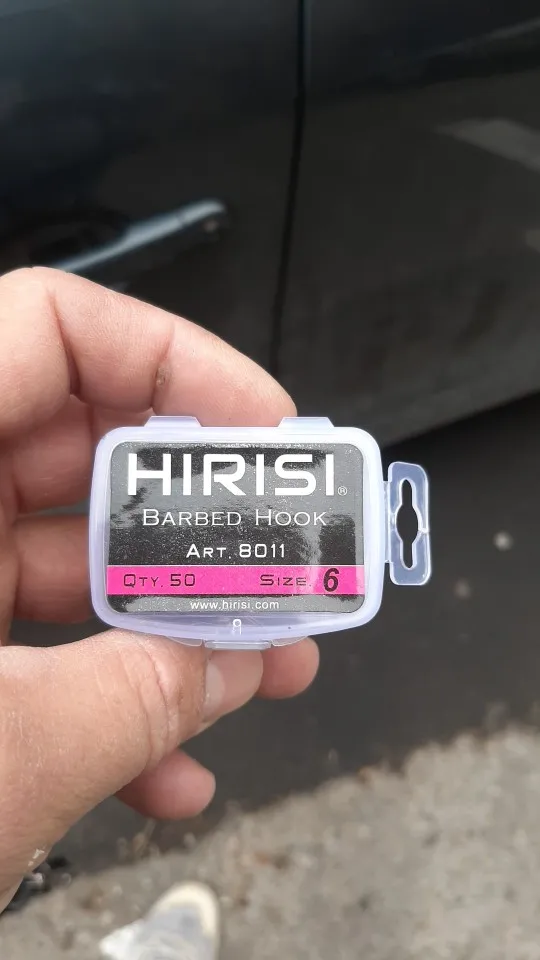 HIRISI®
BARBED HOOK
ART. 8011
QTY. 50 SIZE 6
www.hirisi.com